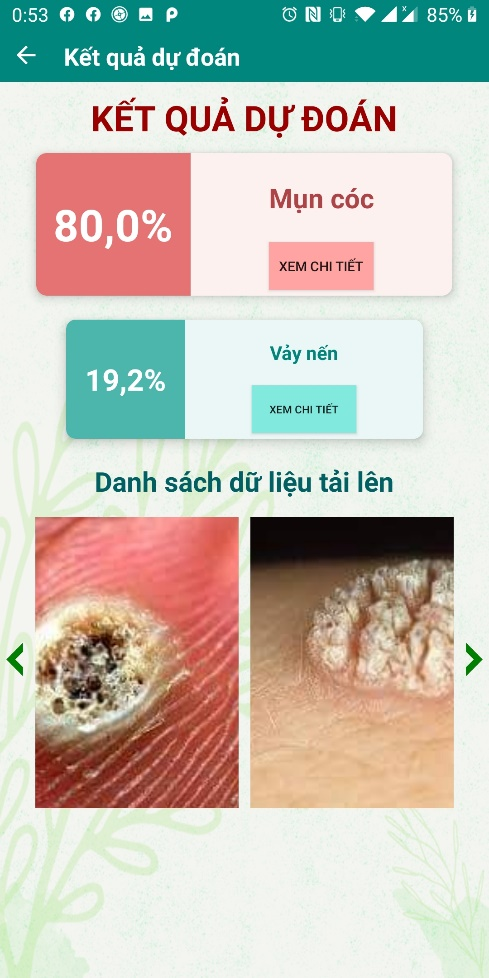 0:53
85%
Kết quả dự đoán
KẾT QUẢ DỰ ĐOÁN
80,0%
Mụn cóc
XEM CHI TIẾT
19,2%
Vảy nến
XEM CHI TIẾT
Danh sách dữ liệu tải lên